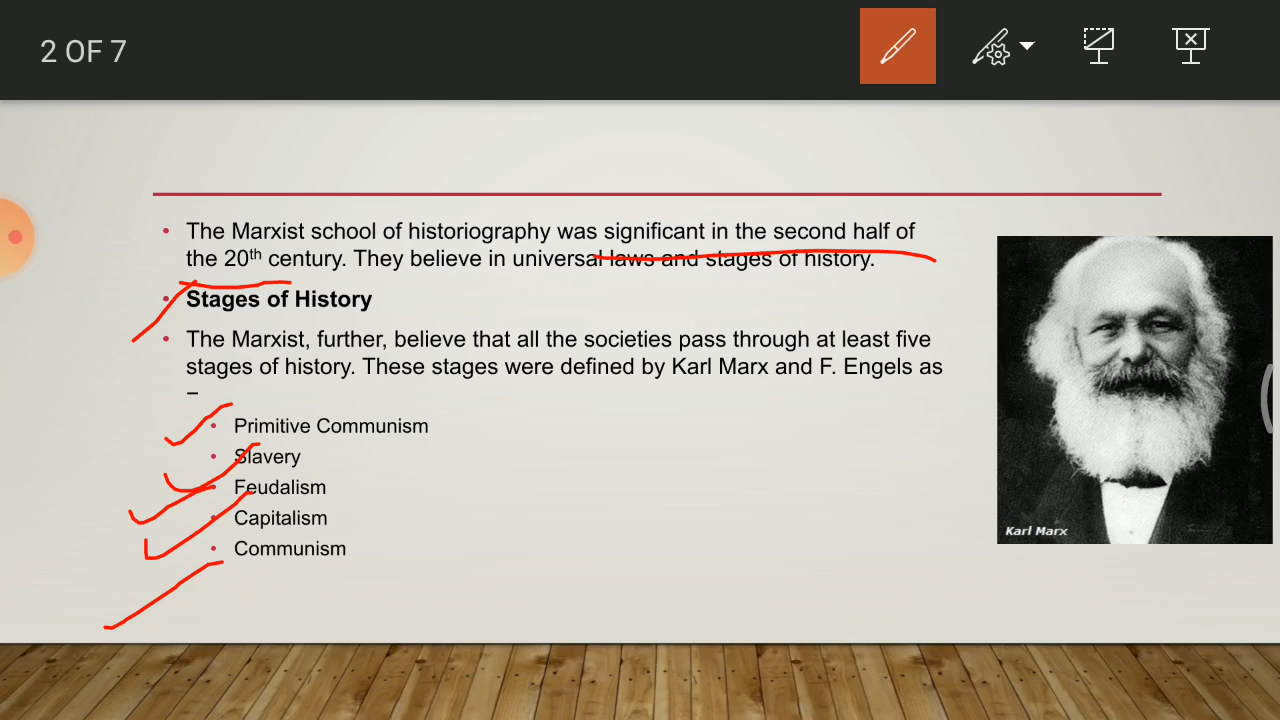 2 OF 7
• The Marxist school of historiography was significant in the second half of
the 20th century. They believe in universal laws and stages of history.
• Stages of History
• The Marxist, further, believe that all the societies pass through at least five
stages of history. These stages were defined by Karl Marx and F. Engels as
–
• Primitive Communism
• Slavery
• Feudalism
• Capitalism
• Communism
Karl Marx